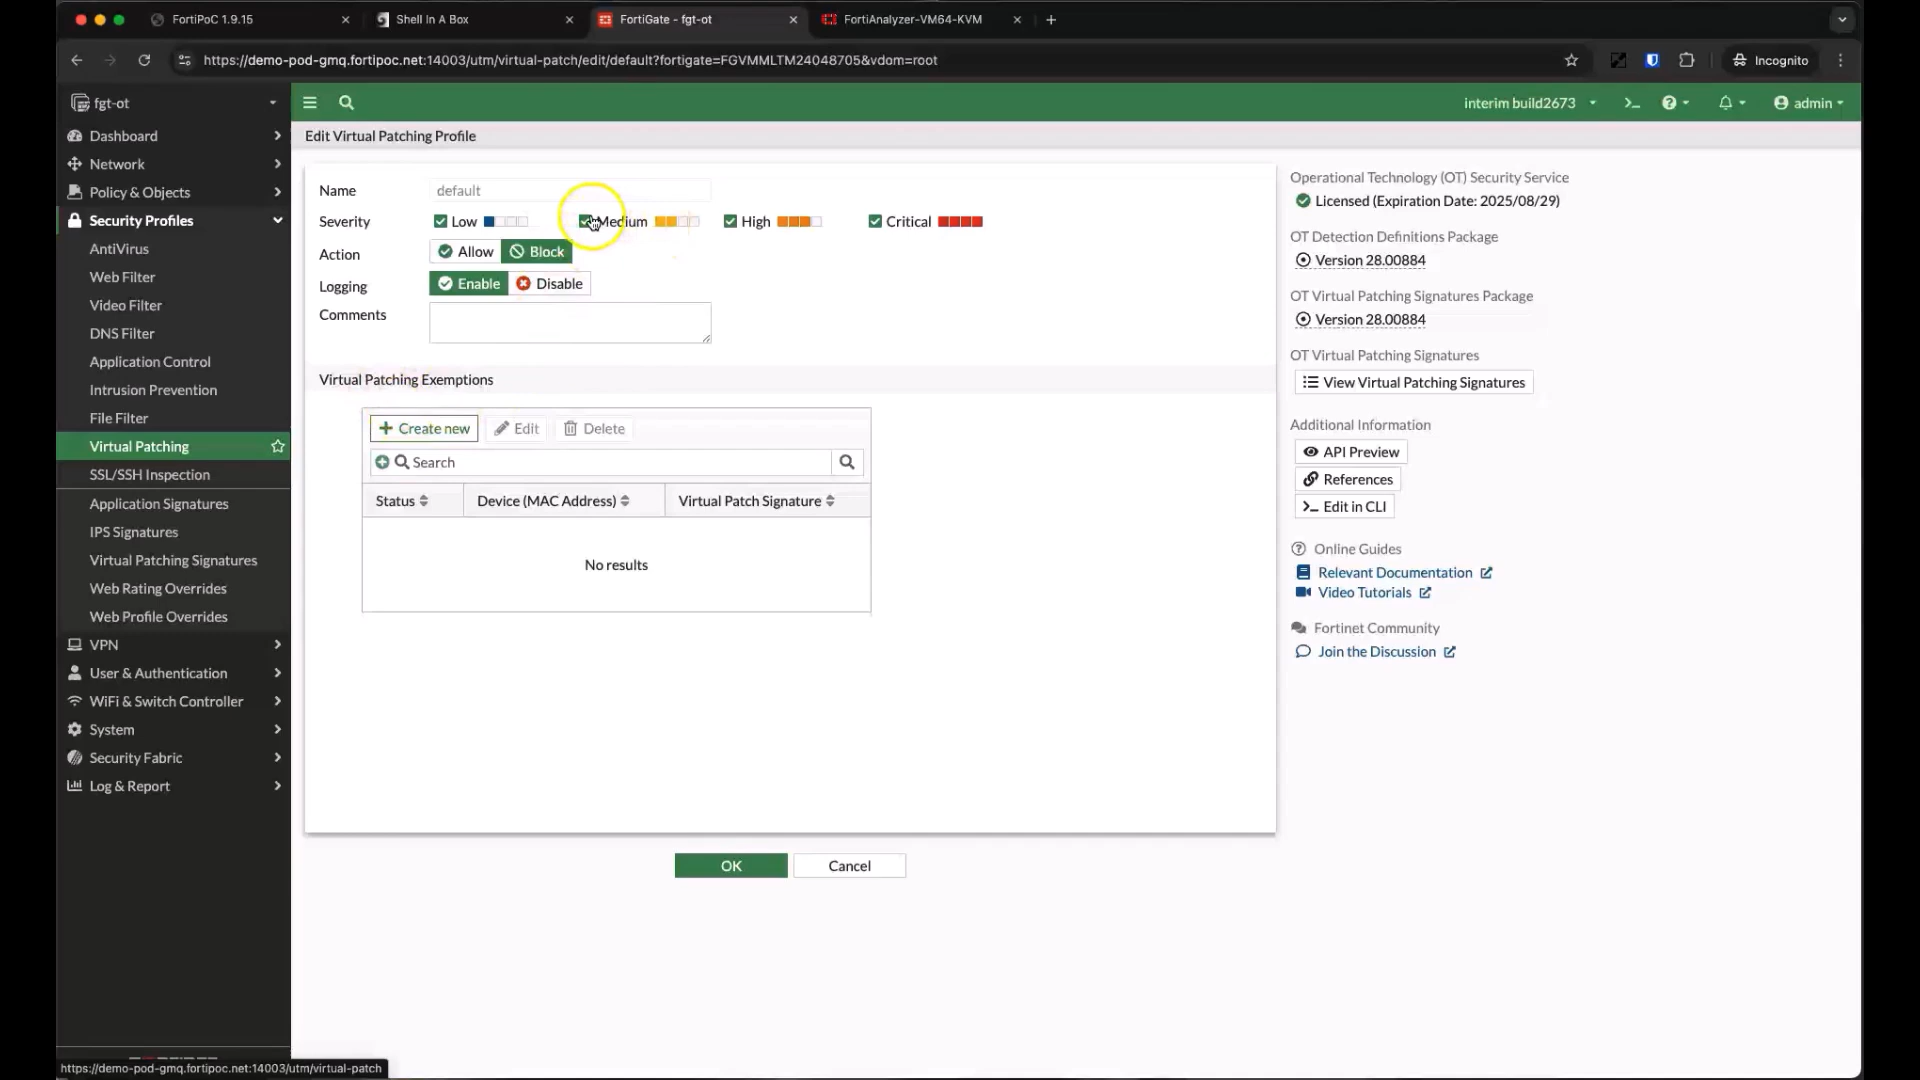 FortiPoC 1.9.15
Shell In A Box
FortiGate - fgt-ot
FortiAnalyzer-VM64-KVM
https://demo-pod-gmq.fortipoc.net:14003/utm/virtual-patch/edit/default?fortigate=FGVMMLTM24048705&vdom=root
Incognito
fgt-ot
interim build2673
admin
Dashboard
Network
Policy & Objects
Security Profiles
AntiVirus
Web Filter
Video Filter
DNS Filter
Application Control
Intrusion Prevention
File Filter
Virtual Patching
SSL/SSH Inspection
Application Signatures
IPS Signatures
Virtual Patching Signatures
Web Rating Overrides
Web Profile Overrides
VPN
User & Authentication
WiFi & Switch Controller
System
Security Fabric
Log & Report
https://demo-pod-gmq.fortipoc.net:14003/utm/virtual-patch
Edit Virtual Patching Profile
Name default
Severity Low Medium High Critical
Action Allow Block
Logging Enable Disable
Comments
Virtual Patching Exemptions
Create new Edit Delete
Search
Status Device (MAC Address) Virtual Patch Signature
No results
OK Cancel
Operational Technology (OT) Security Service
Licensed (Expiration Date: 2025/08/29)
OT Detection Definitions Package
Version 28.00884
OT Virtual Patching Signatures Package
Version 28.00884
OT Virtual Patching Signatures
View Virtual Patching Signatures
Additional Information
API Preview
References
Edit in CLI
Online Guides
Relevant Documentation
Video Tutorials
Fortinet Community
Join the Discussion